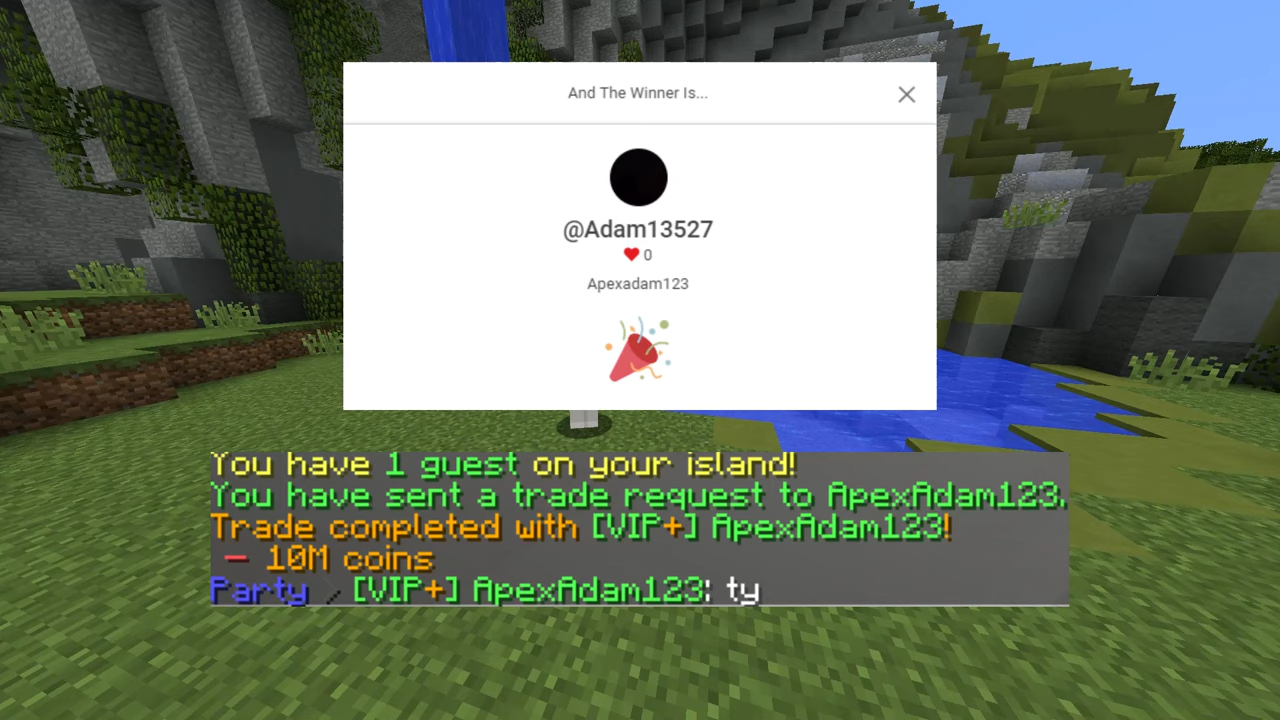 And The Winner Is...
@Adam13527
0
Apexadam123
You have 1 guest on your island!
You have sent a trade request to ApexAdam123.
Trade completed with [VIP+] ApexAdam123!
- 10M coins
Party > [VIP+] ApexAdam123: ty